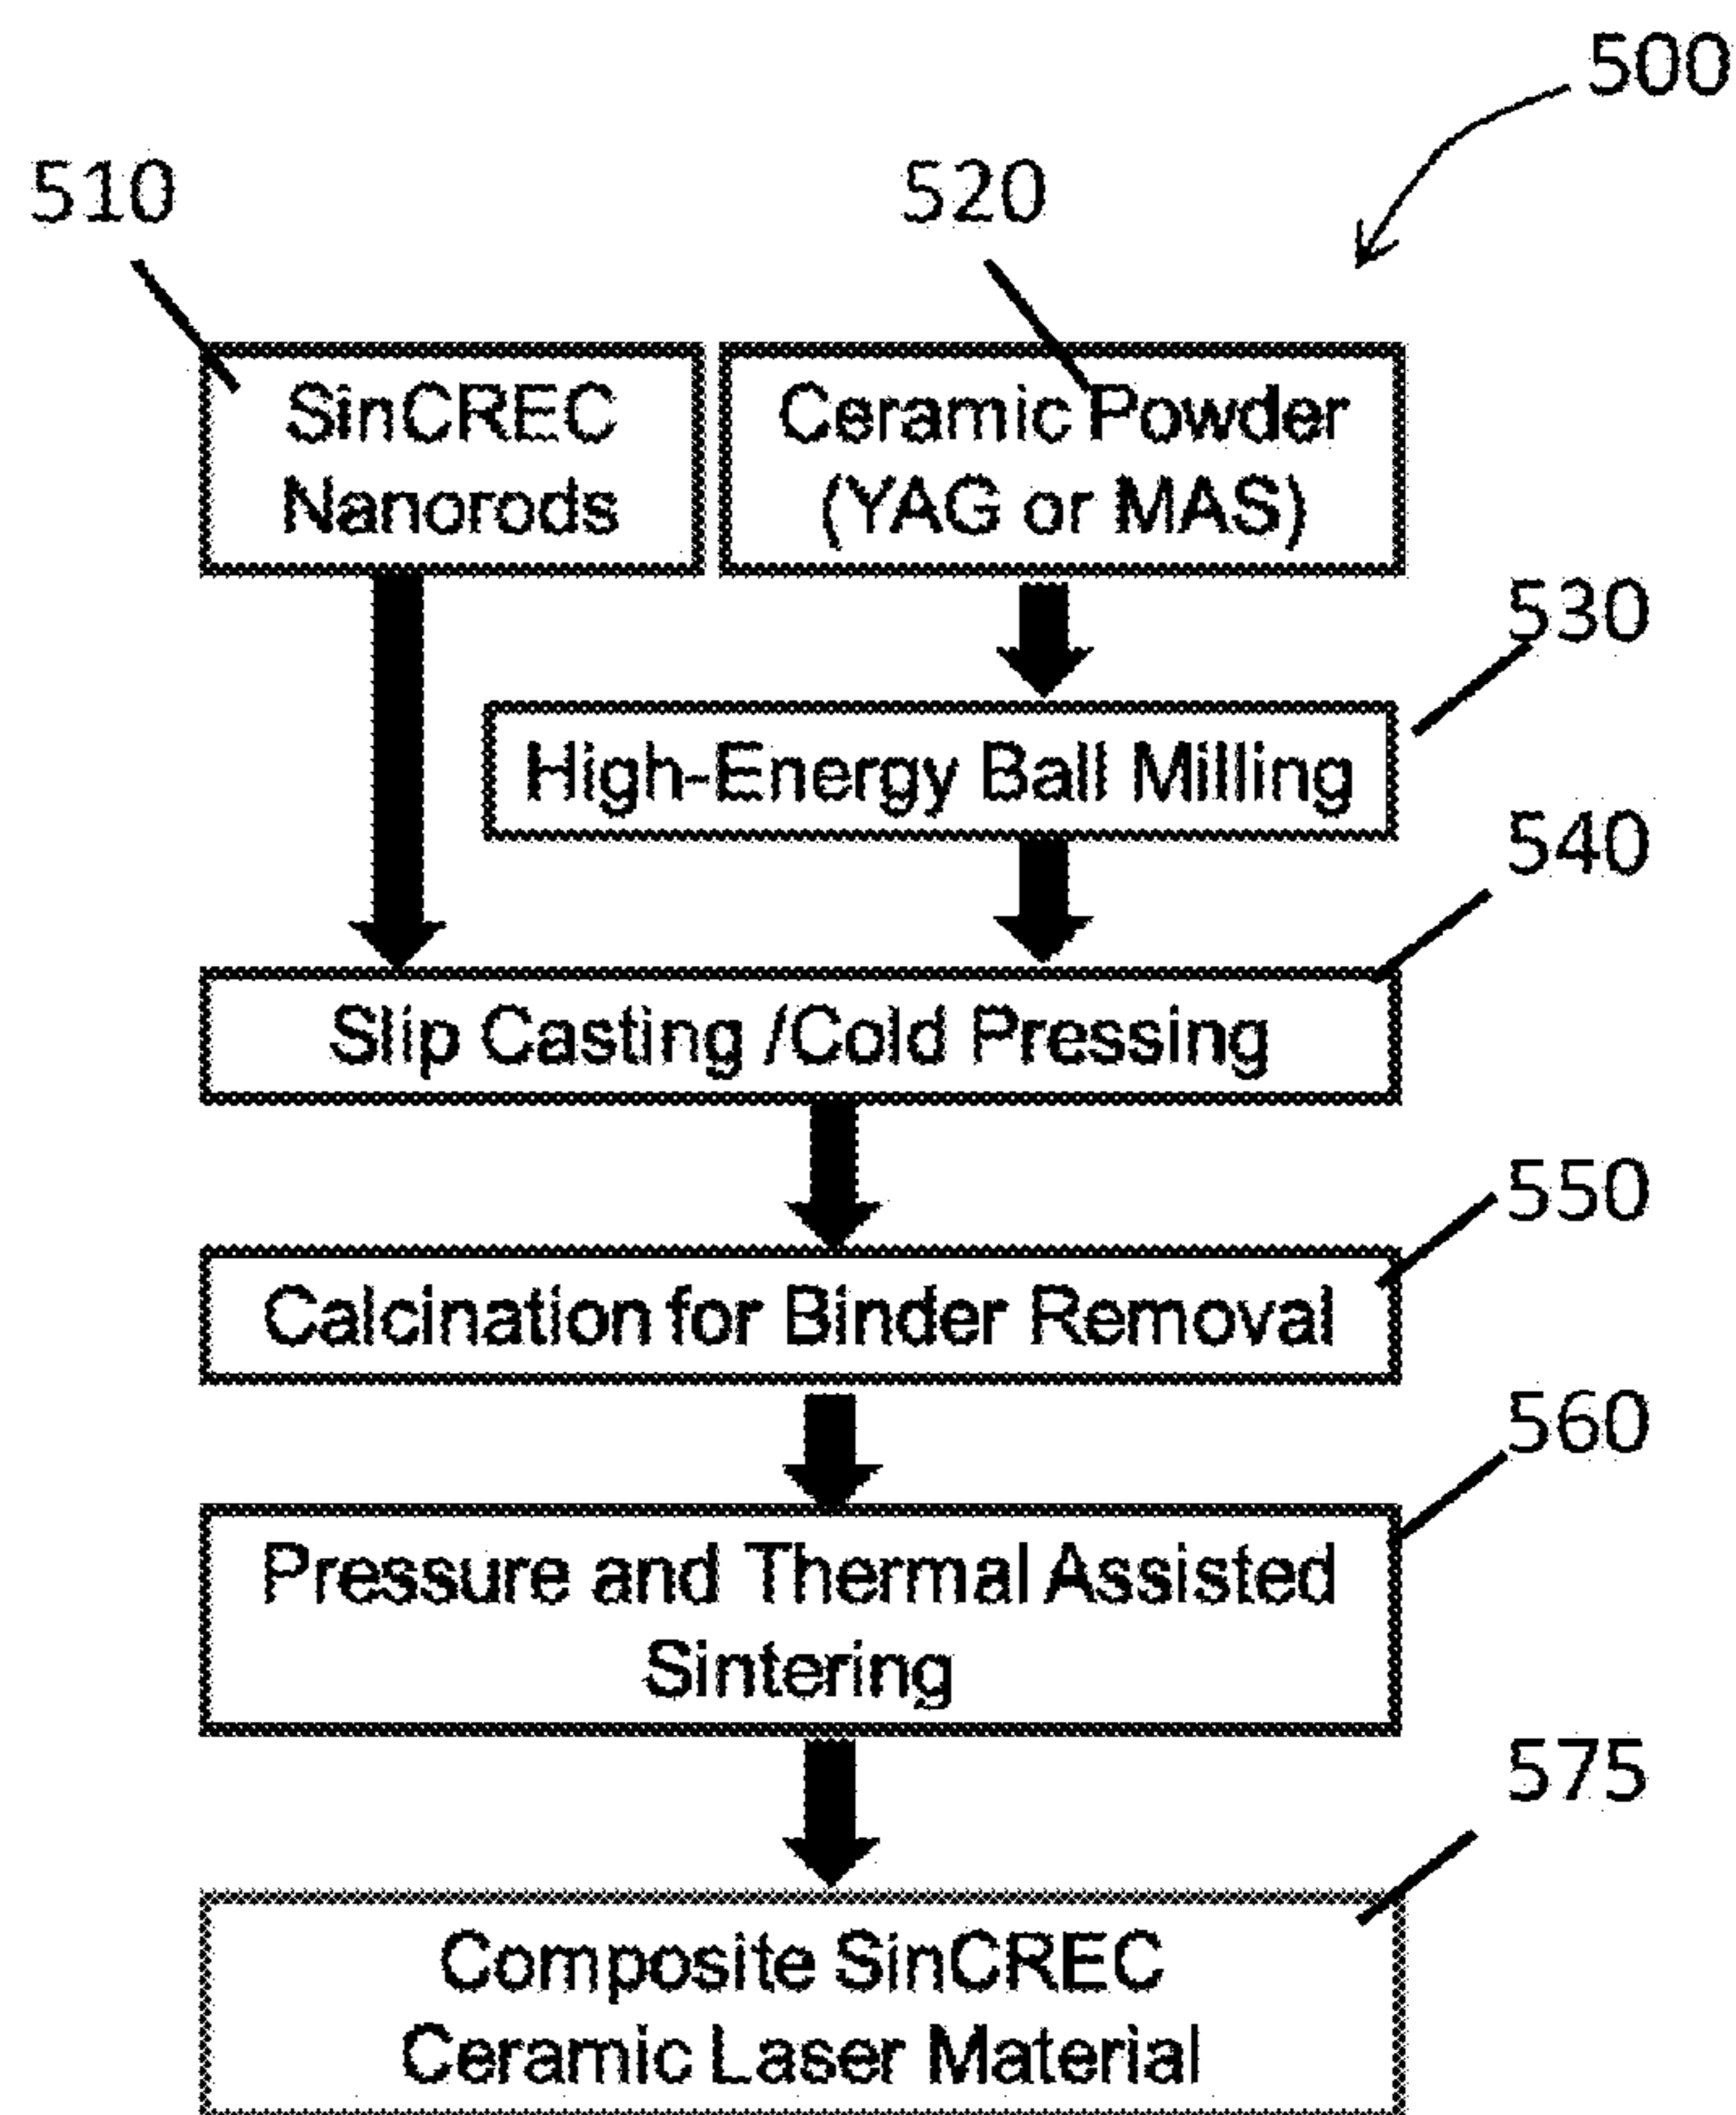 500
510
520
SinCREC
Nanorods
Ceramic Powder
(YAG or MAS)
530
High-Energy Ball Milling
540
Slip Casting /Cold Pressing
550
Calcination for Binder Removal
560
Pressure and Thermal Assisted
Sintering
575
Composite SinCREC
Ceramic Laser Material